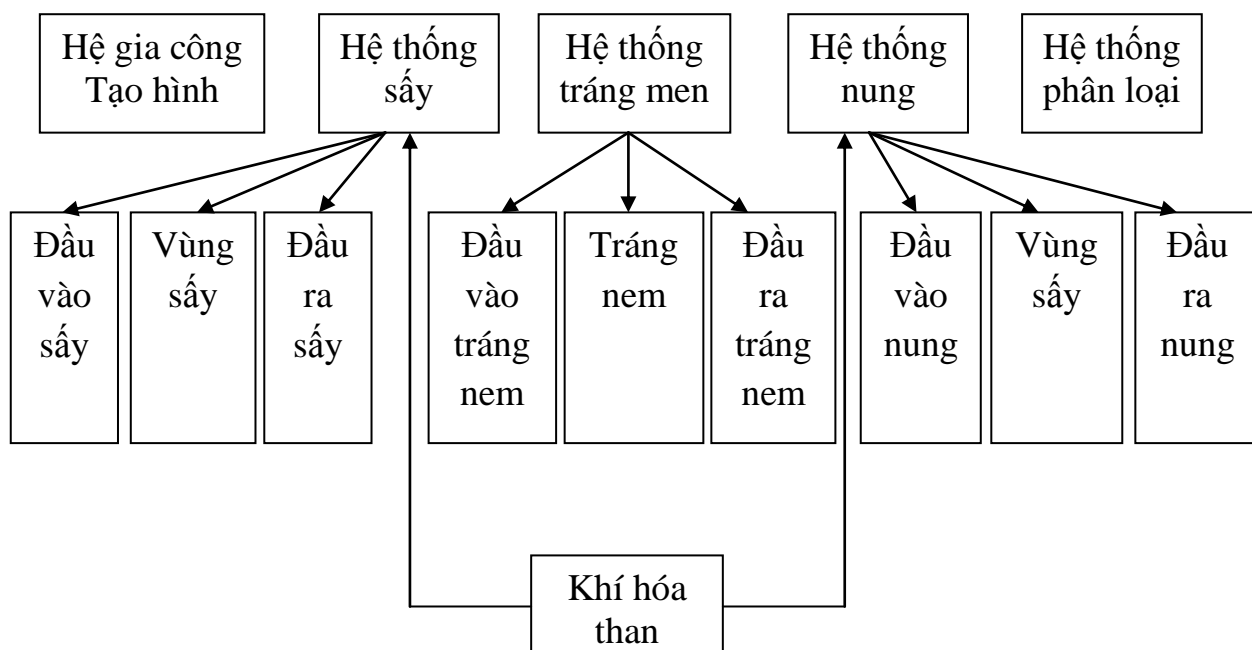 Hệ gia công
Tạo hình
Hệ thống
sấy
Hệ thống
tráng men
Hệ thống
nung
Hệ thống
phân loại
Đầu
vào
sấy
Vùng
sấy
Đầu
ra
sấy
Đầu
vào
tráng
nem
Tráng
nem
Đầu
ra
tráng
nem
Đầu
vào
nung
Vùng
sấy
Đầu
ra
nung
Khí hóa
than